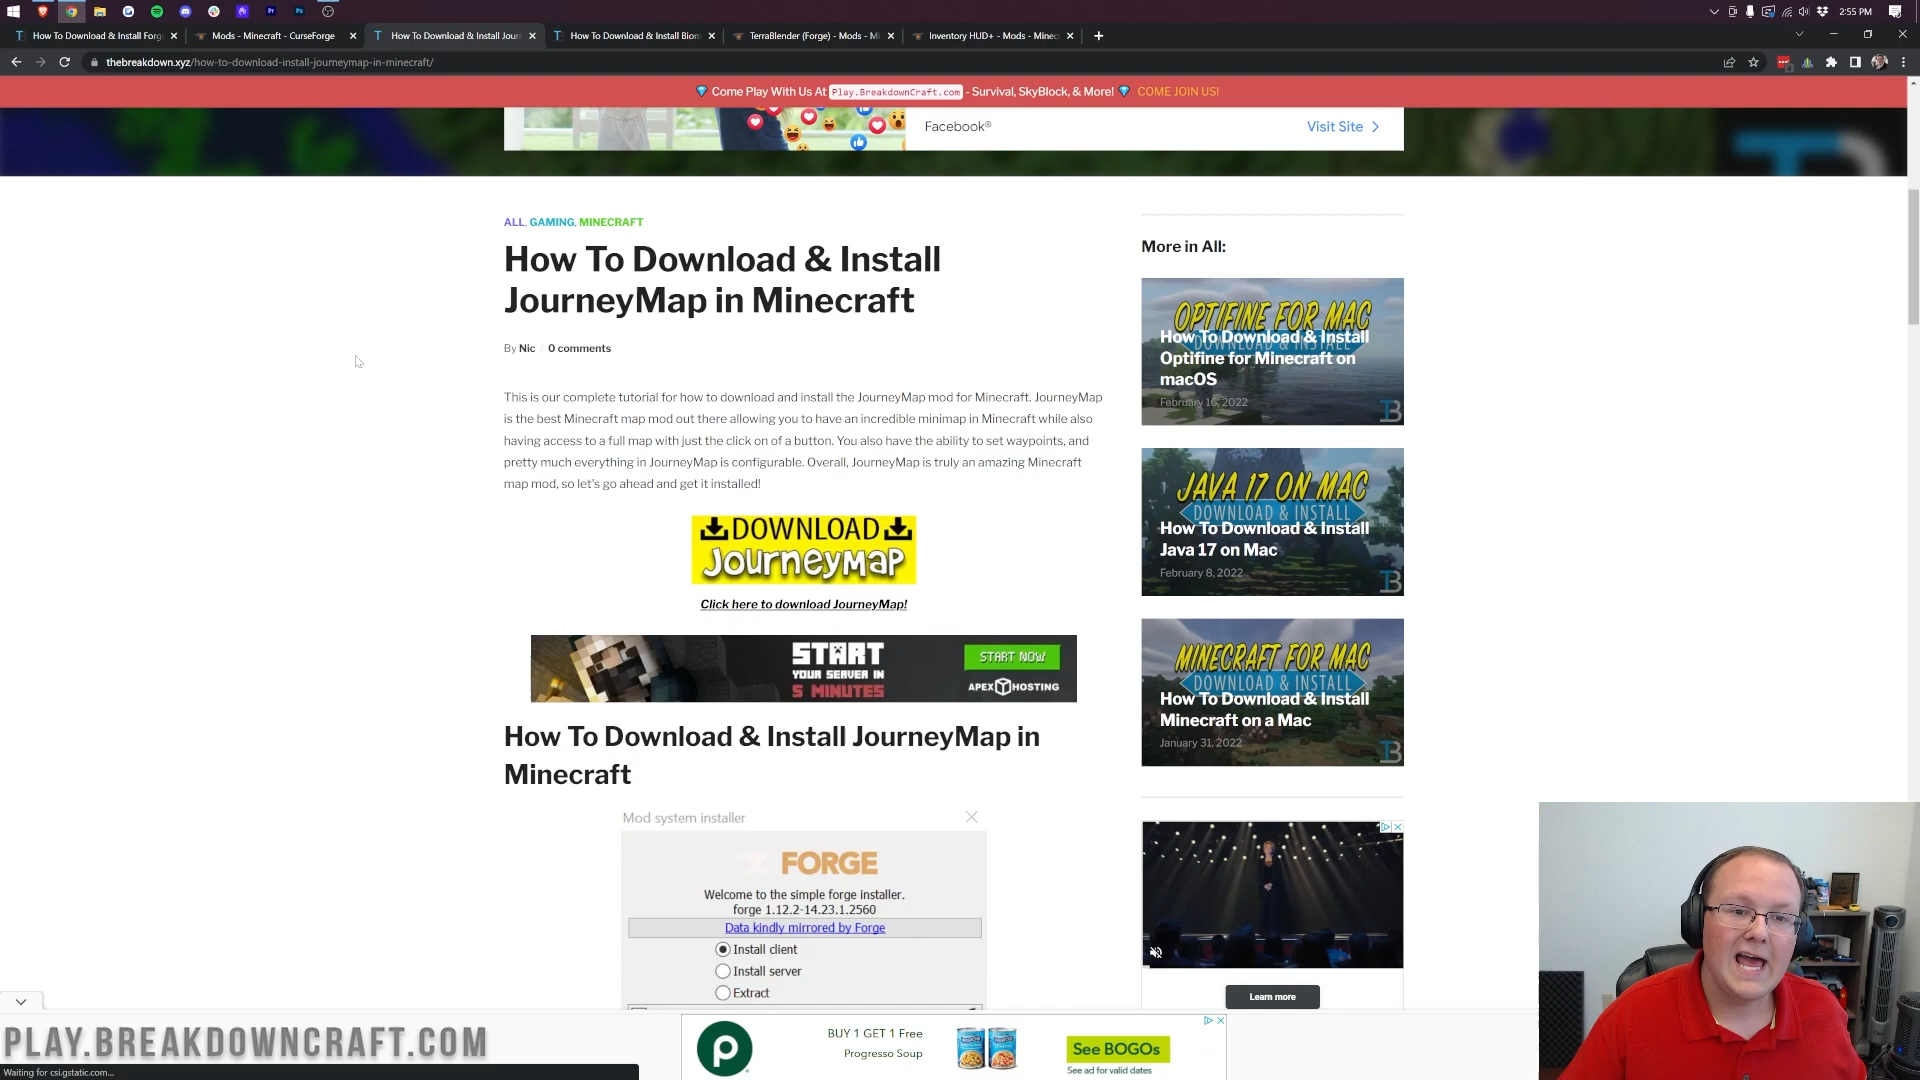 2:55 PM
How To Download & Install Forg
Mods - Minecraft - CurseForge
How To Download & Install Jour
How To Download & Install Biom
TerraBlender (Forge) - Mods - Mi
Inventory HUD+ - Mods - Minec
thebreakdown.xyz/how-to-download-install-journeymap-in-minecraft/
Come Play With Us At Play.BreakdownCraft.com - Survival, SkyBlock, & More! COME JOIN US!
Facebook®
Visit Site
ALL, GAMING, MINECRAFT
How To Download & Install
JourneyMap in Minecraft
By Nic / 0 comments
This is our complete tutorial for how to download and install the JourneyMap mod for Minecraft. JourneyMap
is the best Minecraft map mod out there allowing you to have an incredible minimap in Minecraft while also
having access to a full map with just the click on of a button. You also have the ability to set waypoints, and
pretty much everything in JourneyMap is configurable. Overall, JourneyMap is truly an amazing Minecraft
map mod, so let's go ahead and get it installed!
DOWNLOAD
JourneyMap
Click here to download JourneyMap!
START
YOUR SERVER IN
5 MINUTES
START NOW
APEX HOSTING
How To Download & Install JourneyMap in
Minecraft
Mod system installer
FORGE
Welcome to the simple forge installer.
forge 1.12.2-14.23.1.2560
Data kindly mirrored by Forge
Install client
Install server
Extract
More in All:
OPTIFINE FOR MAC
DOWNLOAD & INSTALL
How To Download & Install
Optifine for Minecraft on
macOS
February 16, 2022
JAVA 17 ON MAC
DOWNLOAD & INSTALL
How To Download & Install
Java 17 on Mac
February 8, 2022
MINECRAFT FOR MAC
DOWNLOAD & INSTALL
How To Download & Install
Minecraft on a Mac
January 31, 2022
Learn more
PLAY.BREAKDOWNCRAFT.COM
Waiting for csi.gstatic.com...
BUY 1 GET 1 Free
Progresso Soup
See BOGOs
See ad for valid dates